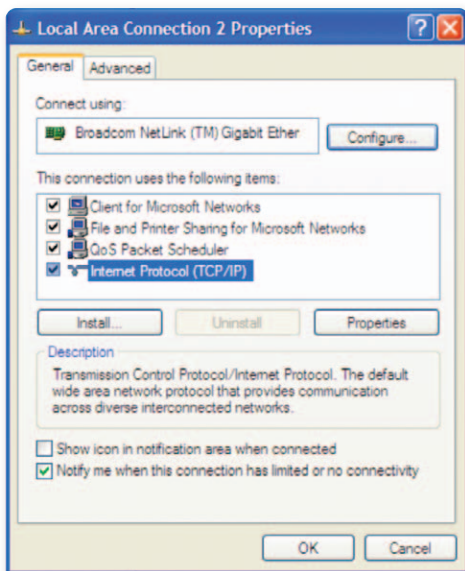 Local Area Connection 2 Properties
General Advanced
Connect using:
Broadcom NetLink (TM) Gigabit Ether Configure...
This connection uses the following items:
Client for Microsoft Networks
File and Printer Sharing for Microsoft Networks
QoS Packet Scheduler
Internet Protocol (TCP/IP)
Install... Uninstall Properties
Description
Transmission Control Protocol/Internet Protocol. The default
wide area network protocol that provides communication
across diverse interconnected networks.
Show icon in notification area when connected
Notify me when this connection has limited or no connectivity
OK Cancel